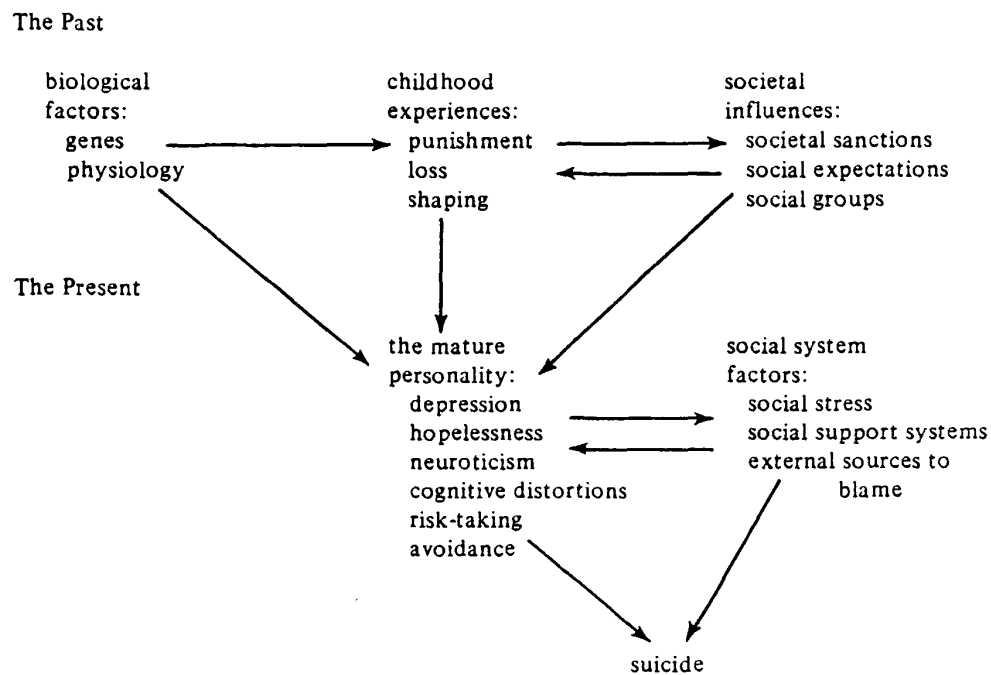 The Past
biological
factors:
genes
physiology
childhood
experiences:
punishment
loss
shaping
societal
influences:
societal sanctions
social expectations
social groups
The Present
the mature
personality:
depression
hopelessness
neuroticism
cognitive distortions
risk-taking
avoidance
social system
factors:
social stress
social support systems
external sources to
blame
suicide